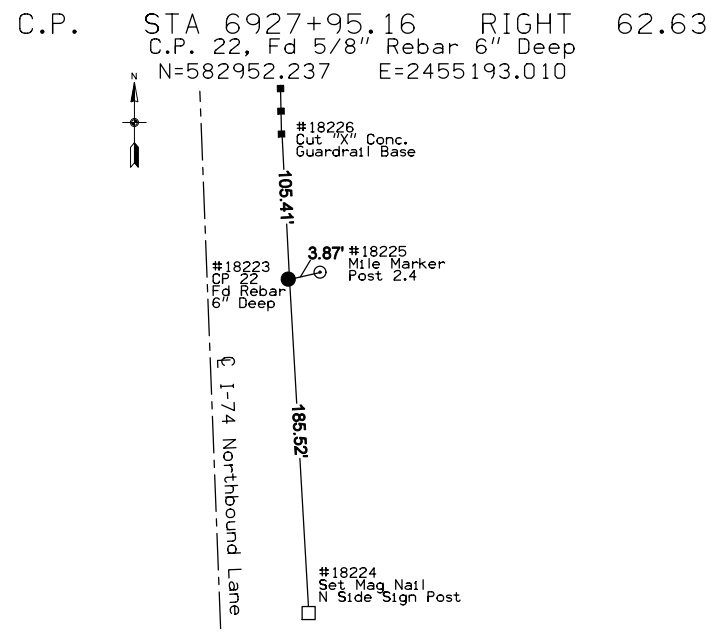 C.P. STA 6927+95.16 RIGHT 62.63
C.P. 22, Fd 5/8" Rebar 6" Deep
N=582952.237 E=2455193.010
N
#18226
Cut "X" Conc.
Guardrail Base
105.41'
3.87'
#18225
Mile Marker
Post 2.4
#18223
CP 22
Fd Rebar
6" Deep
℄ I-74 Northbound Lane
185.52'
#18224
Set Mag Nail
N Side Sign Post